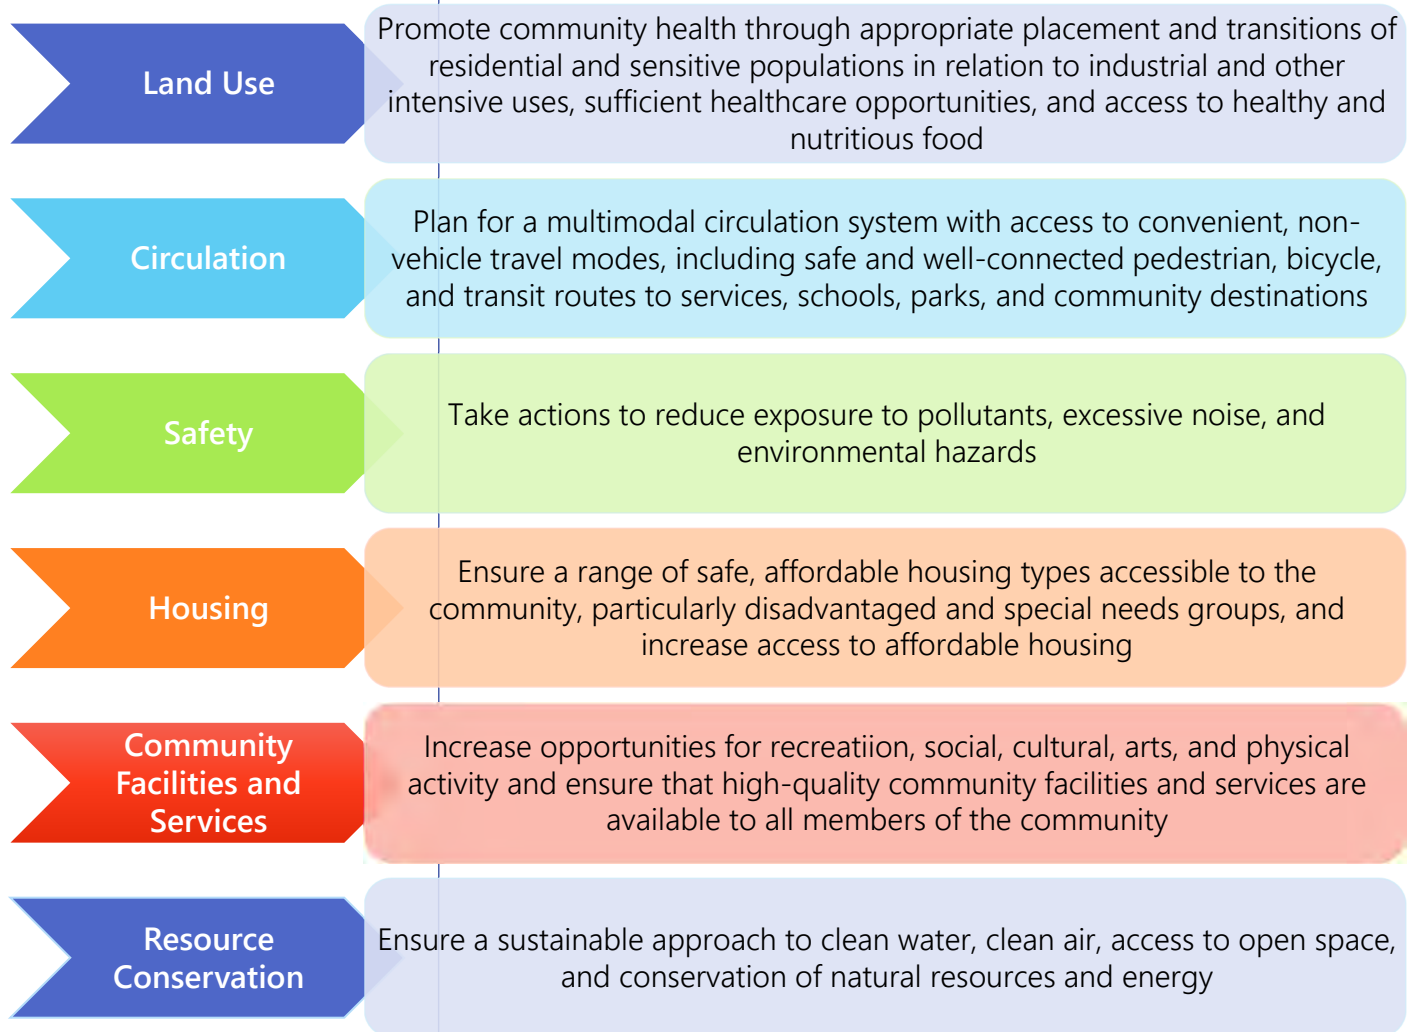 Land Use
Promote community health through appropriate placement and transitions of
residential and sensitive populations in relation to industrial and other
intensive uses, sufficient healthcare opportunities, and access to healthy and
nutritious food
Circulation
Plan for a multimodal circulation system with access to convenient, non-
vehicle travel modes, including safe and well-connected pedestrian, bicycle,
and transit routes to services, schools, parks, and community destinations
Safety
Take actions to reduce exposure to pollutants, excessive noise, and
environmental hazards
Housing
Ensure a range of safe, affordable housing types accessible to the
community, particularly disadvantaged and special needs groups, and
increase access to affordable housing
Community
Facilities and
Services
Increase opportunities for recreatiion, social, cultural, arts, and physical
activity and ensure that high-quality community facilities and services are
available to all members of the community
Resource
Conservation
Ensure a sustainable approach to clean water, clean air, access to open space,
and conservation of natural resources and energy